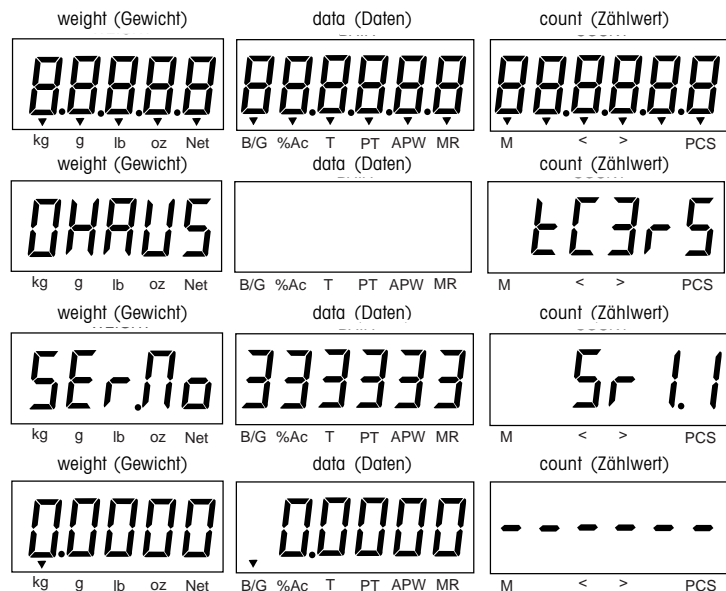 weight (Gewicht) data (Daten) count (Zählwert)
8.8.8.8.8 88.8.8.8.8 88.8.8.8.8
kg g lb oz Net B/G %Ac T PT APW MR M < > PCS
weight (Gewicht) data (Daten) count (Zählwert)
OHAUS tC3rS
kg g lb oz Net B/G %Ac T PT APW MR M < > PCS
weight (Gewicht) data (Daten) count (Zählwert)
SEr.No 333333 Sr 1.1
kg g lb oz Net B/G %Ac T PT APW MR M < > PCS
weight (Gewicht) data (Daten) count (Zählwert)
0.0000 0.0000 ------
kg g lb oz Net B/G %Ac T PT APW MR M < > PCS